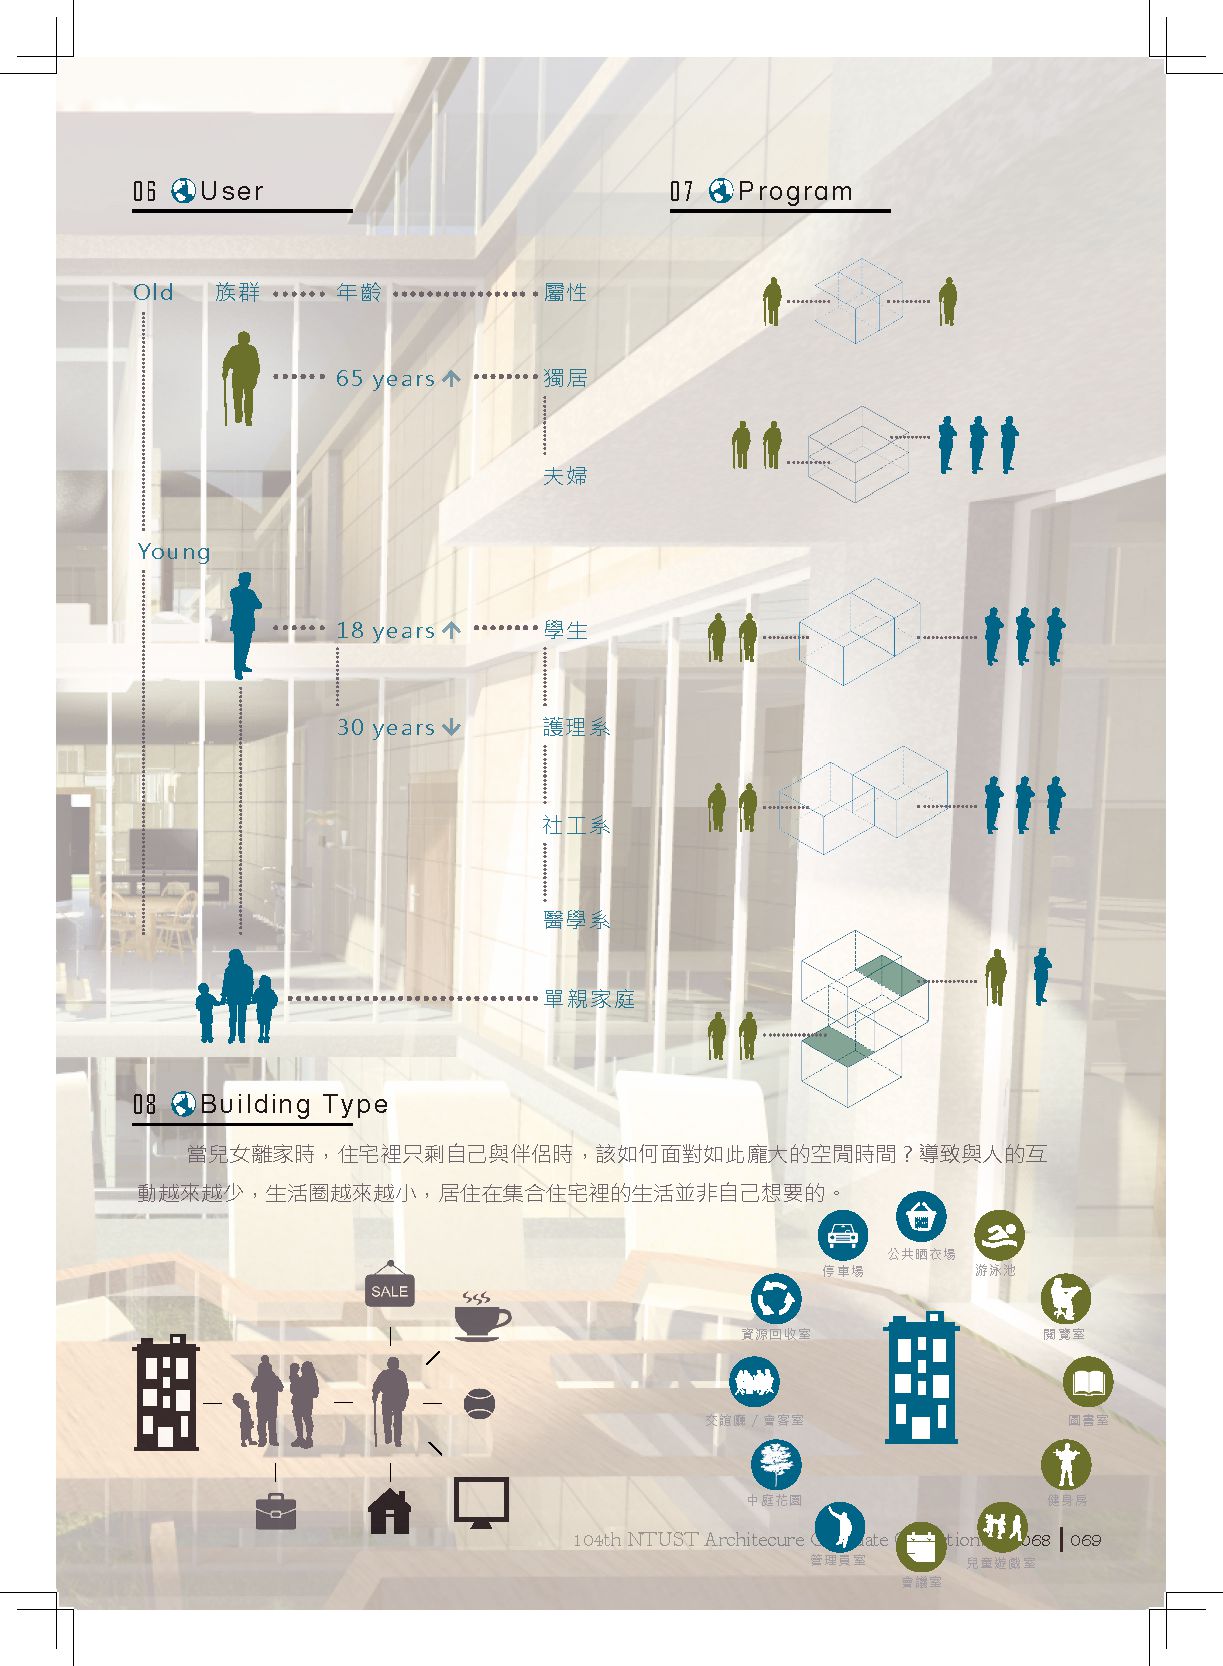 06 User
Old 族群 年齡 屬性
65 years 獨居
夫婦
Young
18 years 學生
30 years 護理系
社工系
醫學系
單親家庭
07 Program
08 Building Type
當兒女離家時，住宅裡只剩自己與伴侶時，該如何面對如此龐大的空閒時間？導致與人的互
動越來越少，生活圈越來越小，居住在集合住宅裡的生活並非自己想要的。
SALE
公共晒衣場
停車場
游泳池
資源回收室
閱覽室
交誼廳 / 會客室
圖書室
中庭花園
健身房
管理員室
兒童遊戲室
會議室
104th NTUST Architecure 068 069